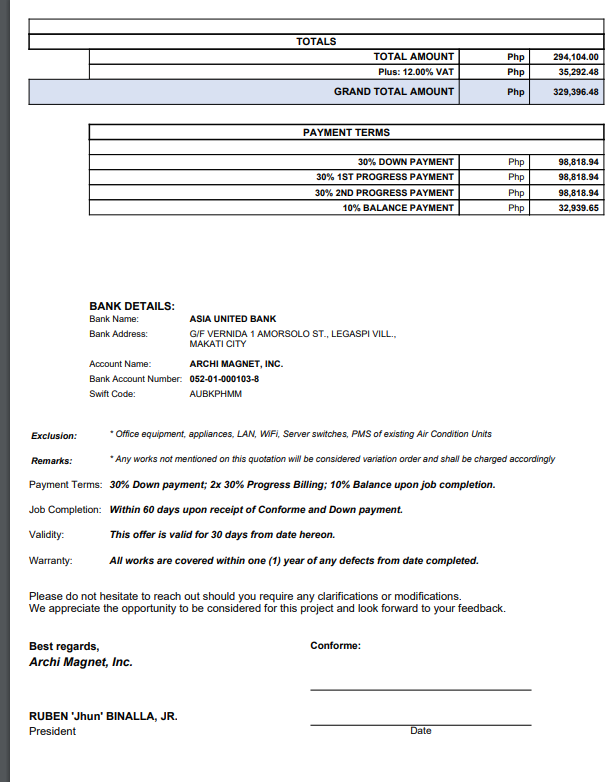 TOTALS
TOTAL AMOUNT Php 294,104.00
Plus: 12.00% VAT Php 35,292.48
GRAND TOTAL AMOUNT Php 329,396.48
PAYMENT TERMS
30% DOWN PAYMENT Php 98,818.94
30% 1ST PROGRESS PAYMENT Php 98,818.94
30% 2ND PROGRESS PAYMENT Php 98,818.94
10% BALANCE PAYMENT Php 32,939.65
BANK DETAILS:
Bank Name: ASIA UNITED BANK
Bank Address: G/F VERNIDA 1 AMORSOLO ST., LEGASPI VILL.,
MAKATI CITY
Account Name: ARCHI MAGNET, INC.
Bank Account Number: 052-01-000103-8
Swift Code: AUBKPHMM
Exclusion: * Office equipment, appliances, LAN, WiFi, Server switches, PMS of existing Air Condition Units
Remarks: * Any works not mentioned on this quotation will be considered variation order and shall be charged accordingly
Payment Terms: 30% Down payment; 2x 30% Progress Billing; 10% Balance upon job completion.
Job Completion: Within 60 days upon receipt of Conforme and Down payment.
Validity: This offer is valid for 30 days from date hereon.
Warranty: All works are covered within one (1) year of any defects from date completed.
Please do not hesitate to reach out should you require any clarifications or modifications.
We appreciate the opportunity to be considered for this project and look forward to your feedback.
Best regards, Conforme:
Archi Magnet, Inc.
RUBEN 'Jhun' BINALLA, JR.
President Date